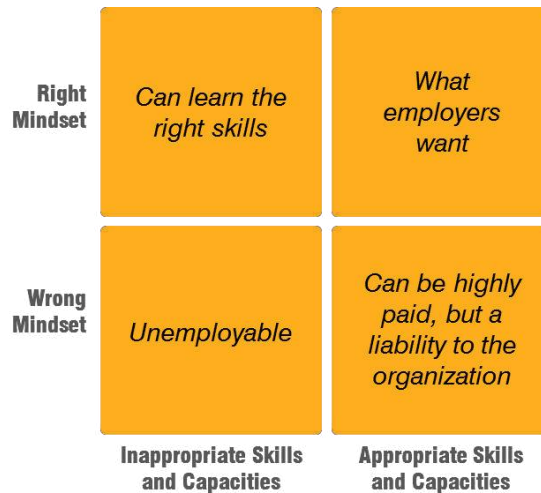 Right
Mindset
Can learn the
right skills
What
employers
want
Wrong
Mindset
Unemployable
Can be highly
paid, but a
liability to the
organization
Inappropriate Skills
and Capacities
Appropriate Skills
and Capacities